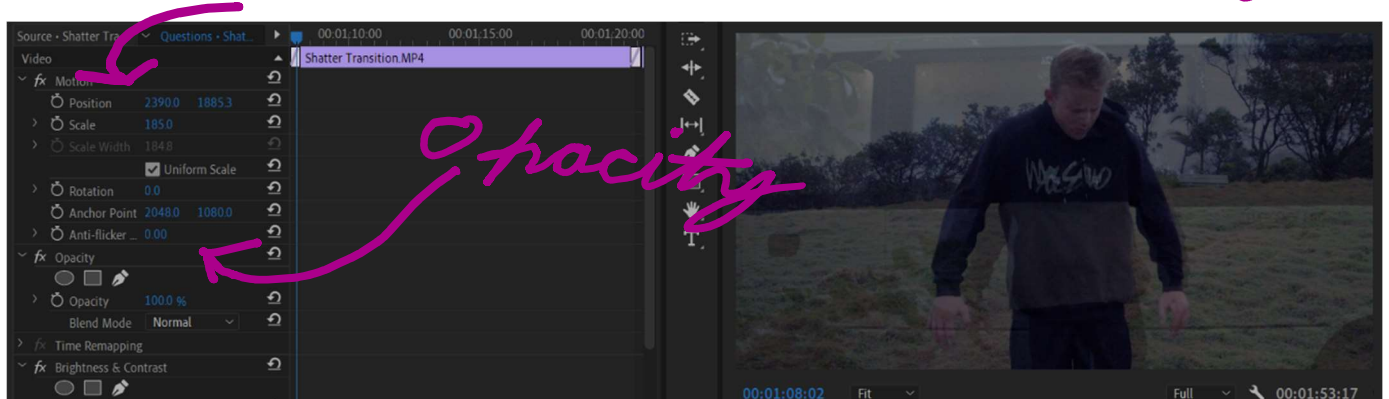 Source • Shatter Tra
Questions • Shat...
00:01:10:00 00:01:15:00 00:01:20:00
Video
Shatter Transition.MP4
fx Motion
Position 2390.0 1885.3
Scale 185.0
Scale Width 184.8
Uniform Scale
Rotation 0.0
Anchor Point 2048.0 1080.0
Anti-flicker ... 0.00
fx Opacity
Opacity 100.0 %
Blend Mode Normal
fx Time Remapping
fx Brightness & Contrast
Opacity
T
00:01:08:02 Fit Full 00:01:53:17